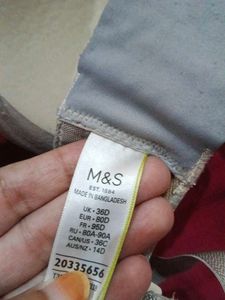 M&S
EST. 1884
MADE IN BANGLADESH
UK • 36D
EUR • 80D
FR • 95D
RU • 80A-90A
CAN/US • 36C
AUS/NZ • 14D
20335656